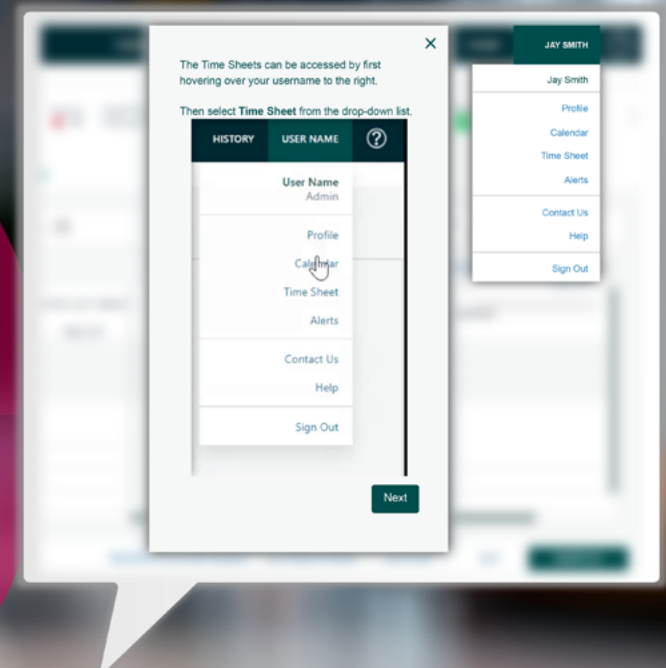 The Time Sheets can be accessed by first
hovering over your username to the right.
Then select Time Sheet from the drop-down list.
HISTORY USER NAME ?
User Name
Admin
Profile
Calendar
Time Sheet
Alerts
Contact Us
Help
Sign Out
Next
JAY SMITH
Jay Smith
Profile
Calendar
Time Sheet
Alerts
Contact Us
Help
Sign Out